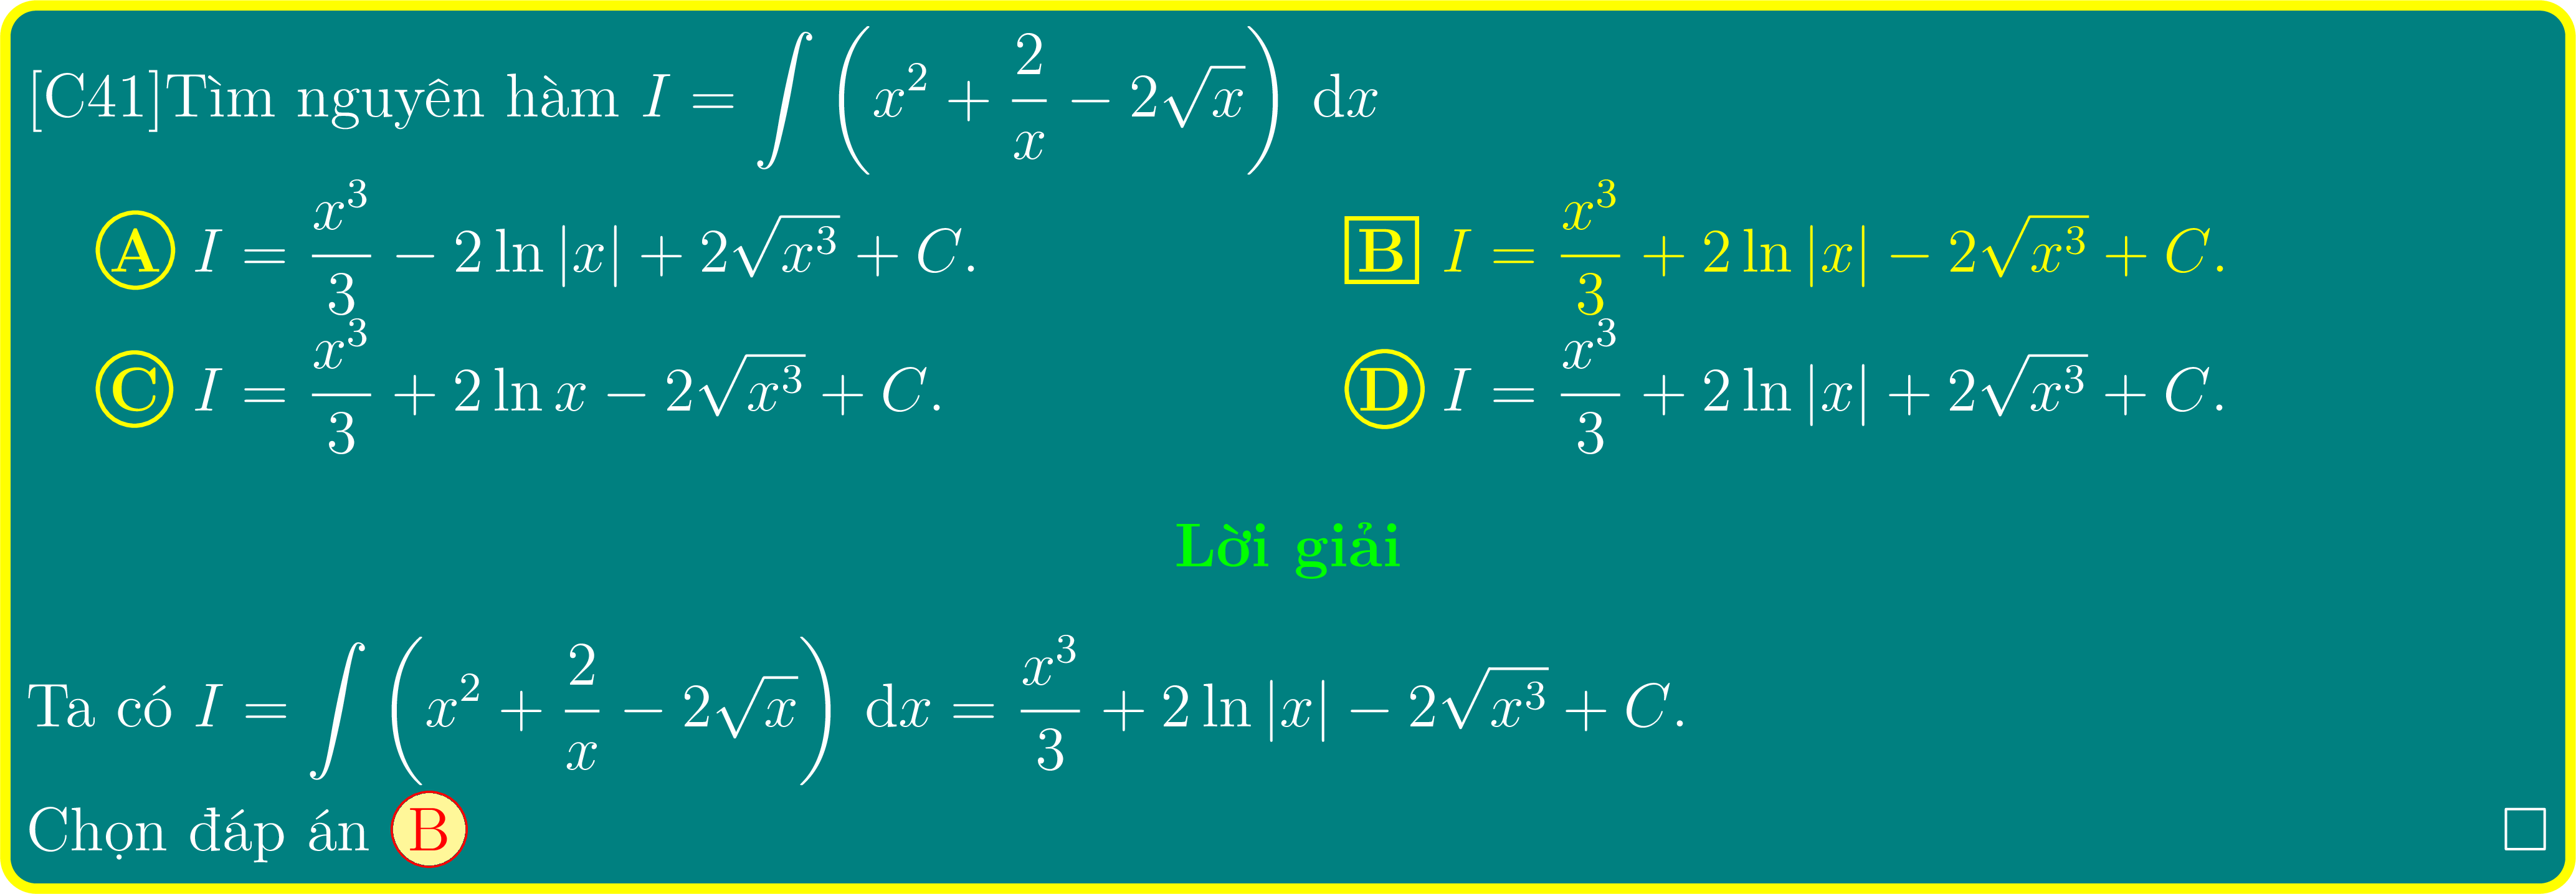 [C41]Tìm nguyên hàm $I = \int \left( x^2 + \frac{2}{x} - 2\sqrt{x} \right) \mathrm{d}x$
A $I = \frac{x^3}{3} - 2\ln|x| + 2\sqrt{x^3} + C.$ B $I = \frac{x^3}{3} + 2\ln|x| - 2\sqrt{x^3} + C.$
C $I = \frac{x^3}{3} + 2\ln x - 2\sqrt{x^3} + C.$ D $I = \frac{x^3}{3} + 2\ln|x| + 2\sqrt{x^3} + C.$
Lời giải
Ta có $I = \int \left( x^2 + \frac{2}{x} - 2\sqrt{x} \right) \mathrm{d}x = \frac{x^3}{3} + 2\ln|x| - 2\sqrt{x^3} + C.$
Chọn đáp án B □